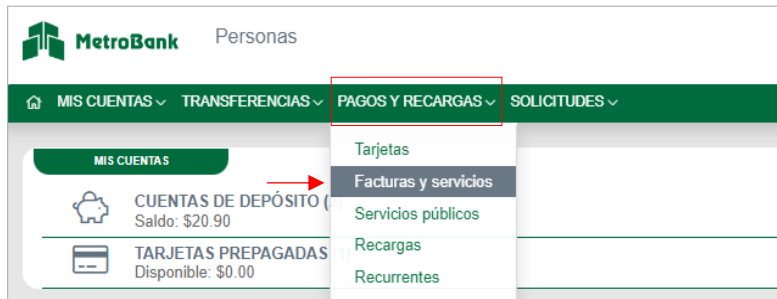 MetroBank Personas
MIS CUENTAS TRANSFERENCIAS PAGOS Y RECARGAS SOLICITUDES
MIS CUENTAS
CUENTAS DE DEPÓSITO (
Saldo: $20.90
TARJETAS PREPAGADAS 1)
Disponible: $0.00
Tarjetas
Facturas y servicios
Servicios públicos
Recargas
Recurrentes